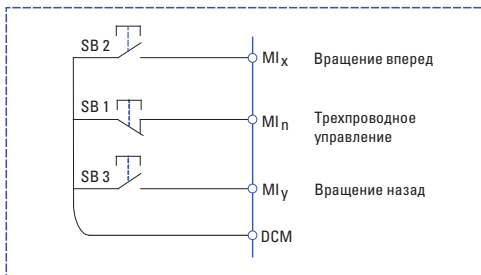 SB 2
MIx Вращение вперед
SB 1
MIn Трехпроводное
управление
SB 3
MIy Вращение назад
DCM